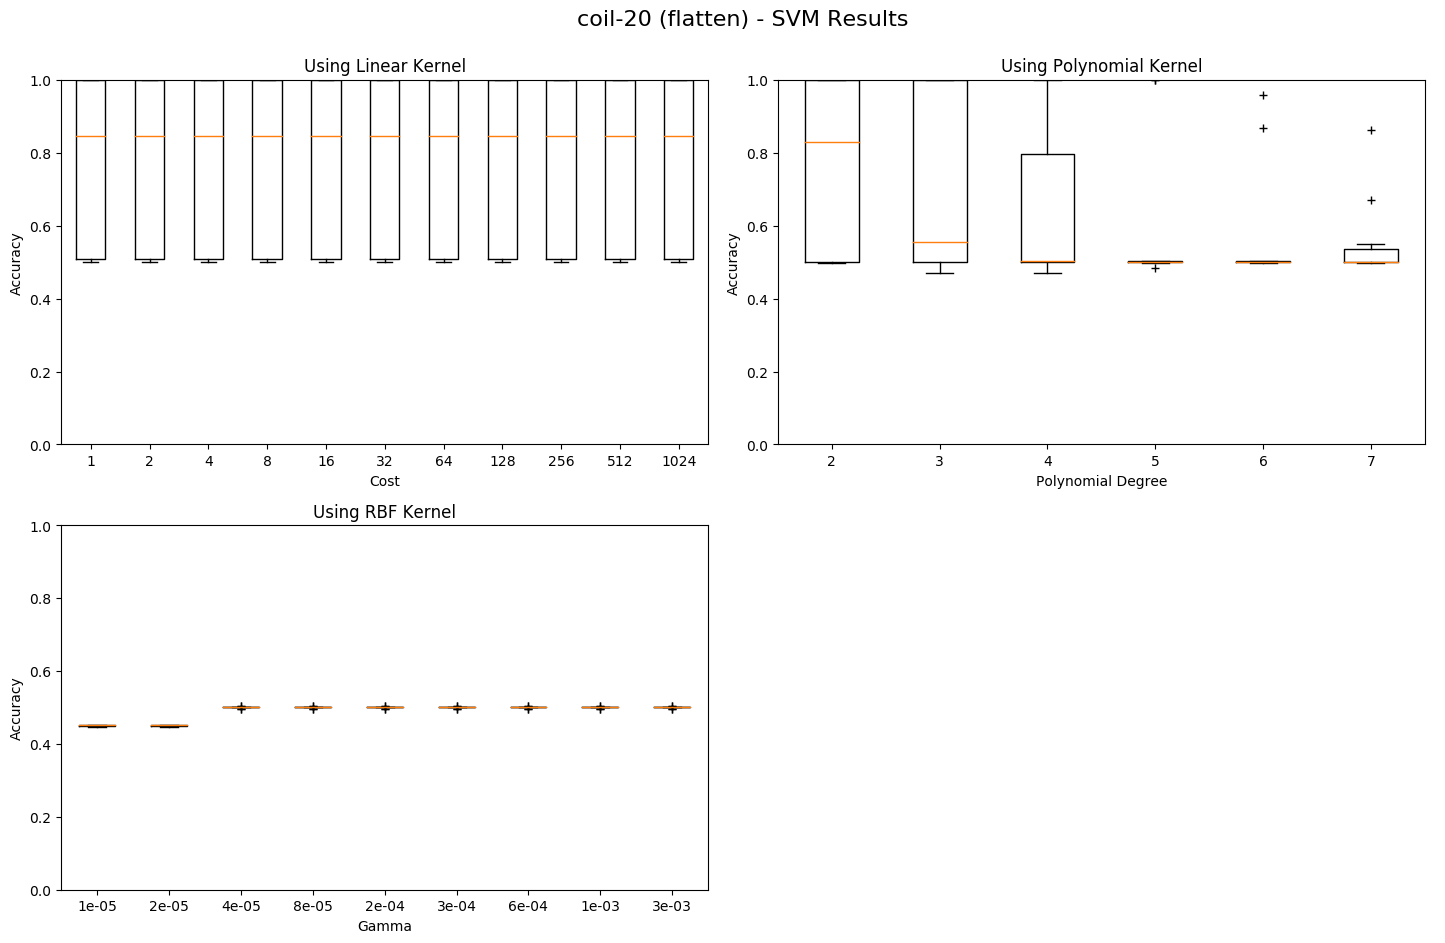 coil-20 (flatten) - SVM Results
Using Linear Kernel
1.0
0.8
0.6
0.4
0.2
0.0
Accuracy
1 2 4 8 16 32 64 128 256 512 1024
Cost
Using Polynomial Kernel
1.0
0.8
0.6
0.4
0.2
0.0
Accuracy
2 3 4 5 6 7
Polynomial Degree
Using RBF Kernel
1.0
0.8
0.6
0.4
0.2
0.0
Accuracy
1e-05 2e-05 4e-05 8e-05 2e-04 3e-04 6e-04 1e-03 3e-03
Gamma